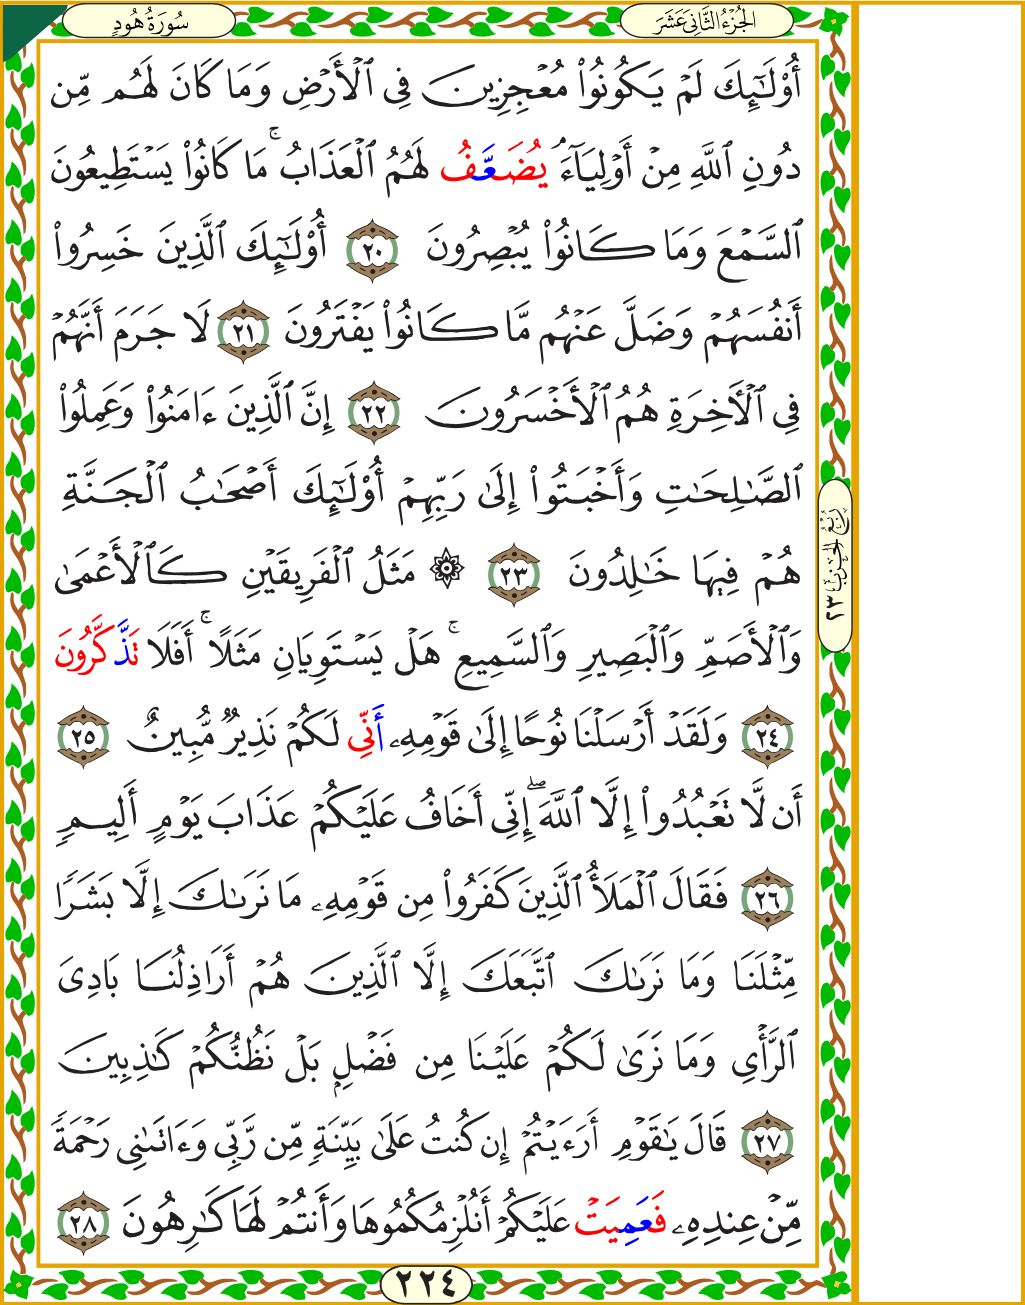 سُورَةُ هُودٍ
الجُزْءُ الثَّانِي عَشَرَ
أُوْلَٰٓئِكَ لَمۡ يَكُونُواْ مُعۡجِزِينَ فِي ٱلۡأَرۡضِ وَمَا كَانَ لَهُم مِّن
دُونِ ٱللَّهِ مِنۡ أَوۡلِيَآءَۘ يُضَعَّفُ لَهُمُ ٱلۡعَذَابُۚ مَا كَانُواْ يَسۡتَطِيعُونَ
ٱلسَّمۡعَ وَمَا كَانُواْ يُبۡصِرُونَ ٢٠ أُوْلَٰٓئِكَ ٱلَّذِينَ خَسِرُوٓاْ
أَنفُسَهُمۡ وَضَلَّ عَنۡهُم مَّا كَانُواْ يَفۡتَرُونَ ٢١ لَا جَرَمَ أَنَّهُمۡ
فِي ٱلۡأٓخِرَةِ هُمُ ٱلۡأَخۡسَرُونَ ٢٢ إِنَّ ٱلَّذِينَ ءَامَنُواْ وَعَمِلُواْ
ٱلصَّٰلِحَٰتِ وَأَخۡبَتُوٓاْ إِلَىٰ رَبِّهِمۡ أُوْلَٰٓئِكَ أَصۡحَٰبُ ٱلۡجَنَّةِ
هُمۡ فِيهَا خَٰلِدُونَ ٢٣ ۞ مَثَلُ ٱلۡفَرِيقَيۡنِ كَٱلۡأَعۡمَىٰ
وَٱلۡأَصَمِّ وَٱلۡبَصِيرِ وَٱلسَّمِيعِۚ هَلۡ يَسۡتَوِيَانِ مَثَلًاۚ أَفَلَا تَذَّكَّرُونَ
٢٤ وَلَقَدۡ أَرۡسَلۡنَا نُوحًا إِلَىٰ قَوۡمِهِۦٓ أَنِّي لَكُمۡ نَذِيرٞ مُّبِينٌ ٢٥
أَن لَّا تَعۡبُدُوٓاْ إِلَّا ٱللَّهَۖ إِنِّيٓ أَخَافُ عَلَيۡكُمۡ عَذَابَ يَوۡمٍ أَلِيمٖ
٢٦ فَقَالَ ٱلۡمَلَأُ ٱلَّذِينَ كَفَرُواْ مِن قَوۡمِهِۦ مَا نَرَىٰكَ إِلَّا بَشَرٗا
مِّثۡلَنَا وَمَا نَرَىٰكَ ٱتَّبَعَكَ إِلَّا ٱلَّذِينَ هُمۡ أَرَاذِلُنَا بَادِيَ
ٱلرَّأۡيِ وَمَا نَرَىٰ لَكُمۡ عَلَيۡنَا مِن فَضۡلِۭ بَلۡ نَظُنُّكُمۡ كَٰذِبِينَ
٢٧ قَالَ يَٰقَوۡمِ أَرَءَيۡتُمۡ إِن كُنتُ عَلَىٰ بَيِّنَةٖ مِّن رَّبِّي وَءَاتَىٰنِي رَحۡمَةٗ
مِّنۡ عِندِهِۦ فَعَمِيَتۡ عَلَيۡكُمۡ أَنُلۡزِمُكُمُوهَا وَأَنتُمۡ لَهَا كَٰرِهُونَ ٢٨
رُبْعُ الحِزْبِ ٢٣
٢٢٤